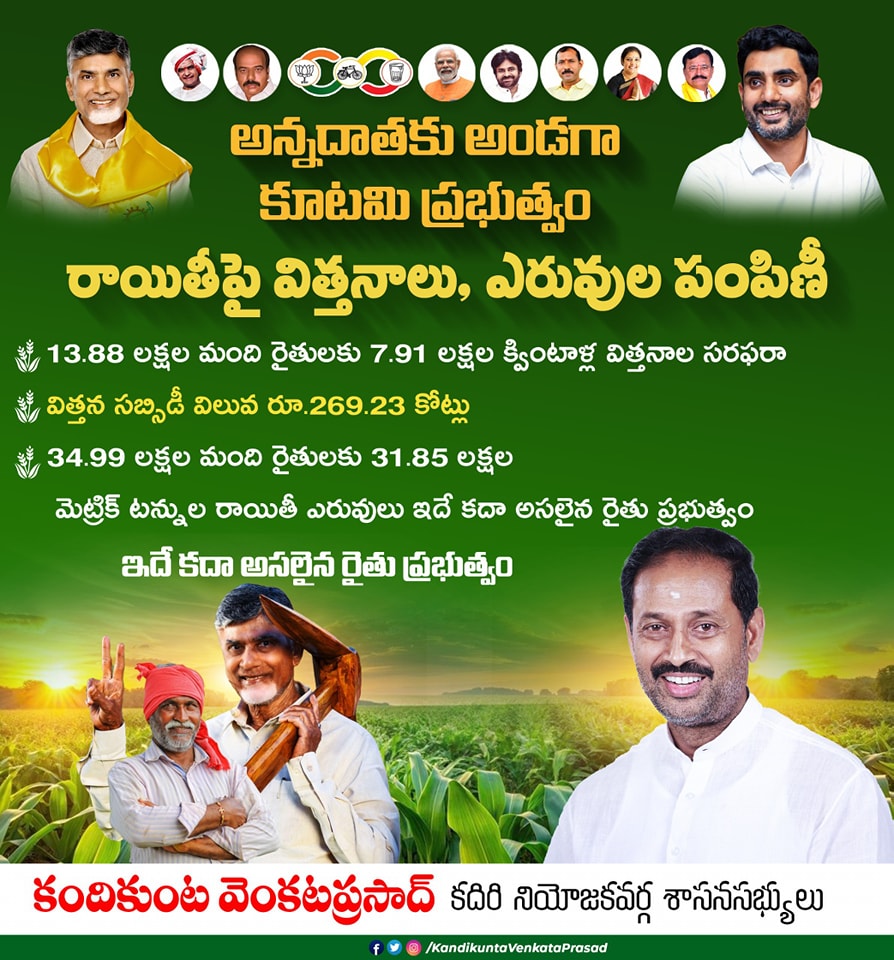 అన్నదాతకు అండగా
కూటమి ప్రభుత్వం
రాయితీపై విత్తనాలు, ఎరువుల పంపిణీ
13.88 లక్షల మంది రైతులకు 7.91 లక్షల క్వింటాళ్ల విత్తనాల సరఫరా
విత్తన సబ్సిడీ విలువ రూ.269.23 కోట్లు
34.99 లక్షల మంది రైతులకు 31.85 లక్షల
మెట్రిక్ టన్నుల రాయితీ ఎరువులు ఇదే కదా అసలైన రైతు ప్రభుత్వం
ఇదే కదా అసలైన రైతు ప్రభుత్వం
కందికుంట వెంకటప్రసాద్ కదిరి నియోజకవర్గ శాసనసభ్యులు
/KandikuntaVenkataPrasad